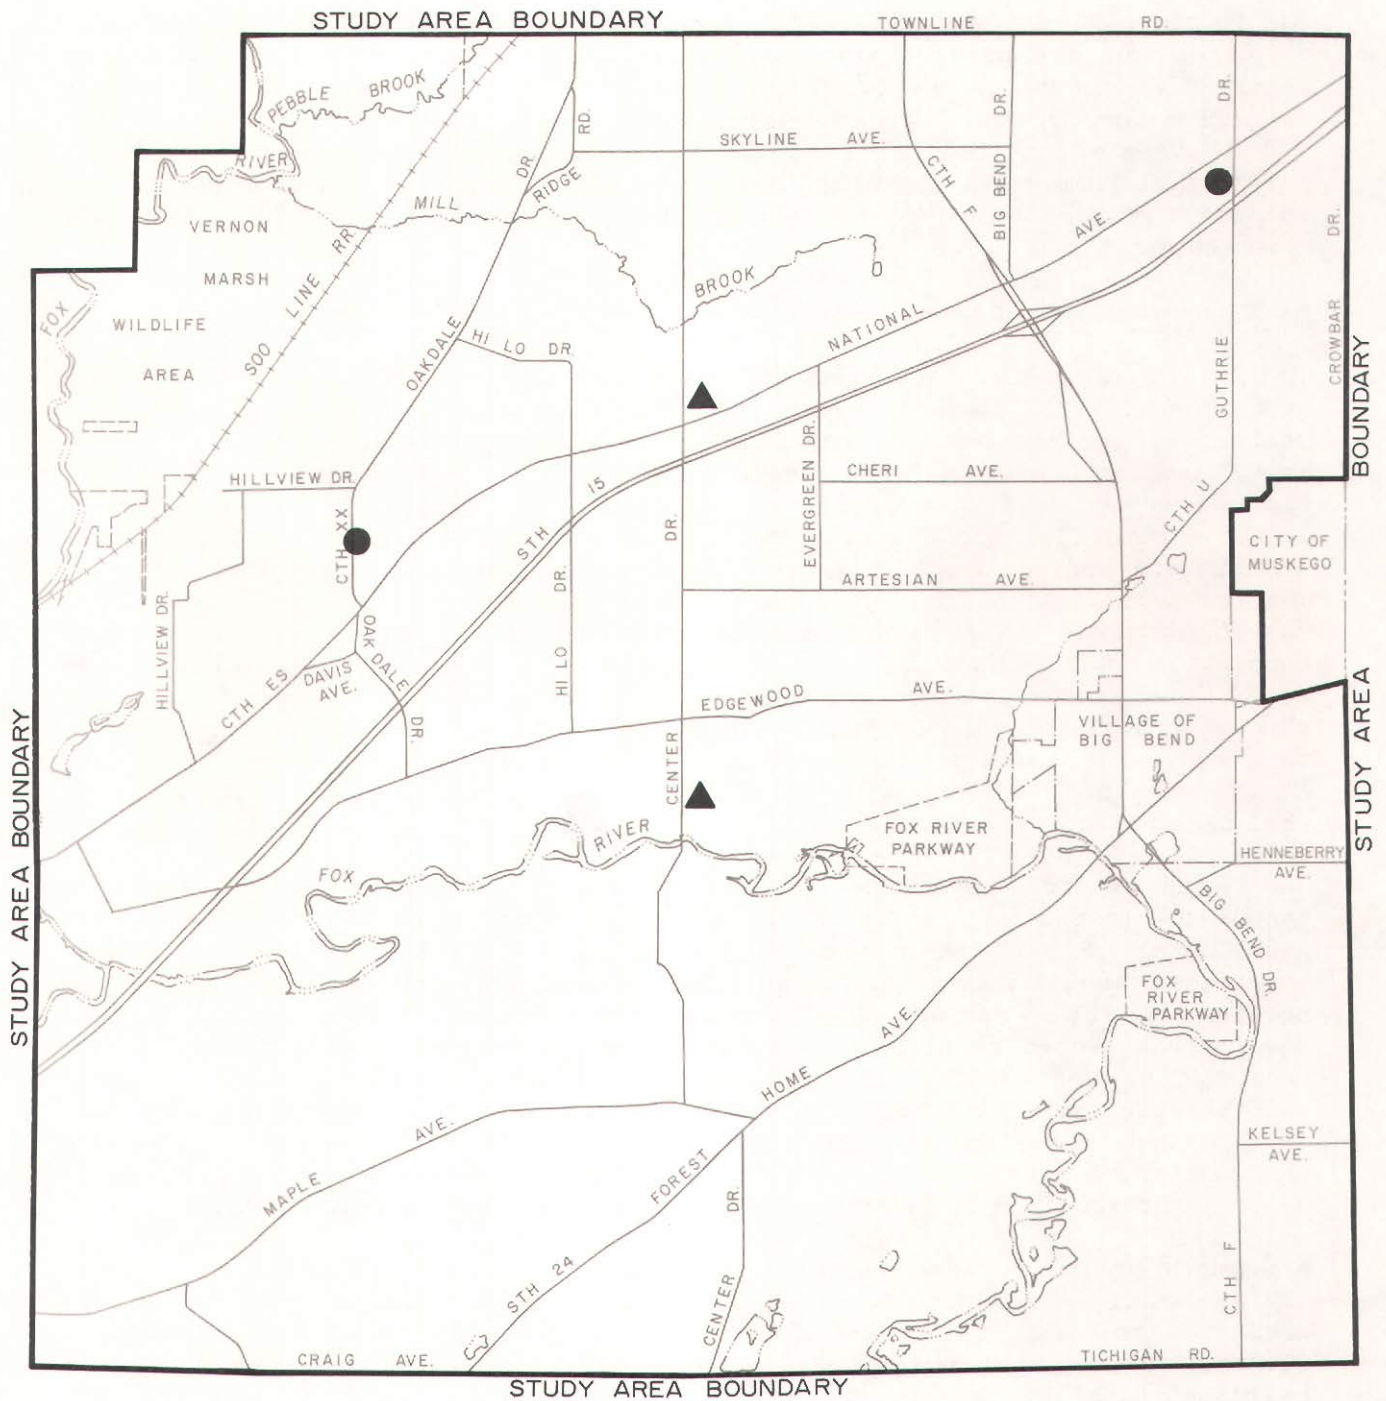 STUDY AREA BOUNDARY
TOWNLINE RD.
PEBBLE BROOK
RD.
DR.
DR.
SKYLINE AVE.
RIVER
DR.
RIDGE
CTH F
BIG BEND
MILL
VERNON
MARSH
WILDLIFE
AREA
FOX
SOO LINE RR.
BROOK
AVE.
NATIONAL
DR.
CROWBAR
GUTHRIE
OAKDALE
HI LO DR.
BOUNDARY
HILLVIEW DR.
CTH XX
STH 15
DR.
EVERGREEN DR.
CHERI AVE.
CTH U
CITY OF
MUSKEGO
ARTESIAN AVE.
HILLVIEW DR.
OAKDALE
DR.
DAVIS
AVE.
CTH ES
HI LO DR.
EDGEWOOD AVE.
VILLAGE OF
BIG BEND
CENTER
STUDY AREA
STUDY AREA BOUNDARY
FOX RIVER
FOX RIVER
PARKWAY
HENNEBERRY
AVE.
BIG BEND DR.
FOX
RIVER
PARKWAY
HOME AVE.
MAPLE AVE.
FOREST
KELSEY
AVE.
DR.
CENTER
STH 24
CTH F
CRAIG AVE.
TICHIGAN RD.
STUDY AREA BOUNDARY